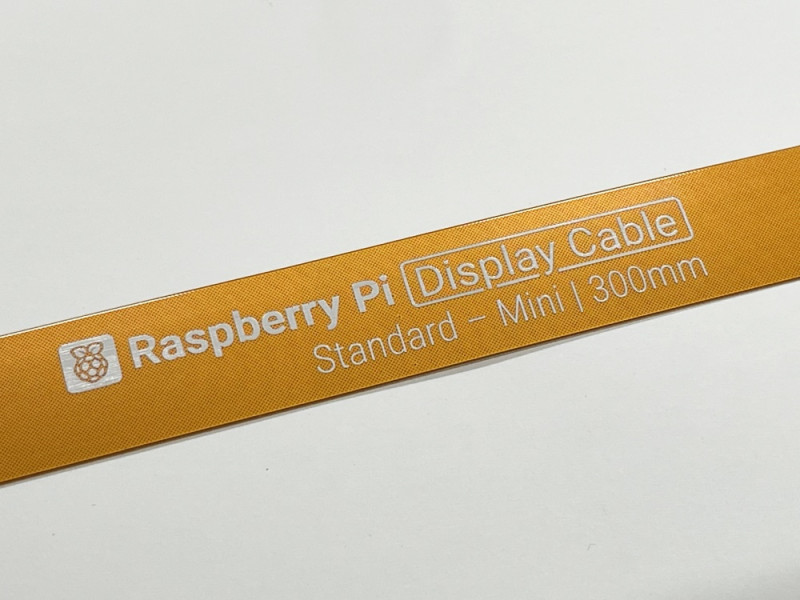 Raspberry Pi Display Cable
Standard – Mini | 300mm